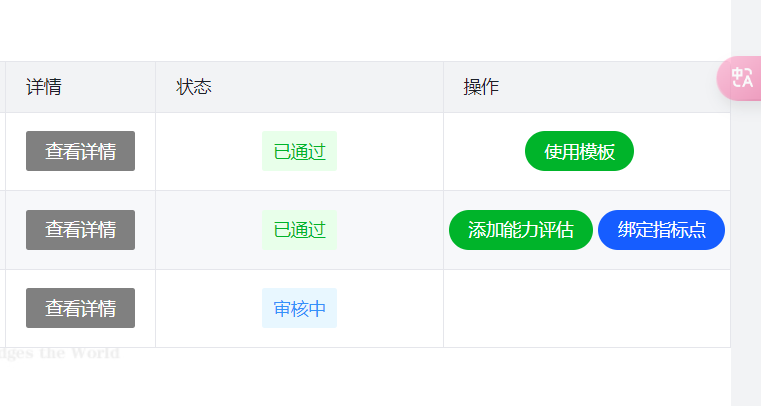 详情 状态 操作
查看详情 已通过 使用模板
查看详情 已通过 添加能力评估 绑定指标点
查看详情 审核中
dges the World